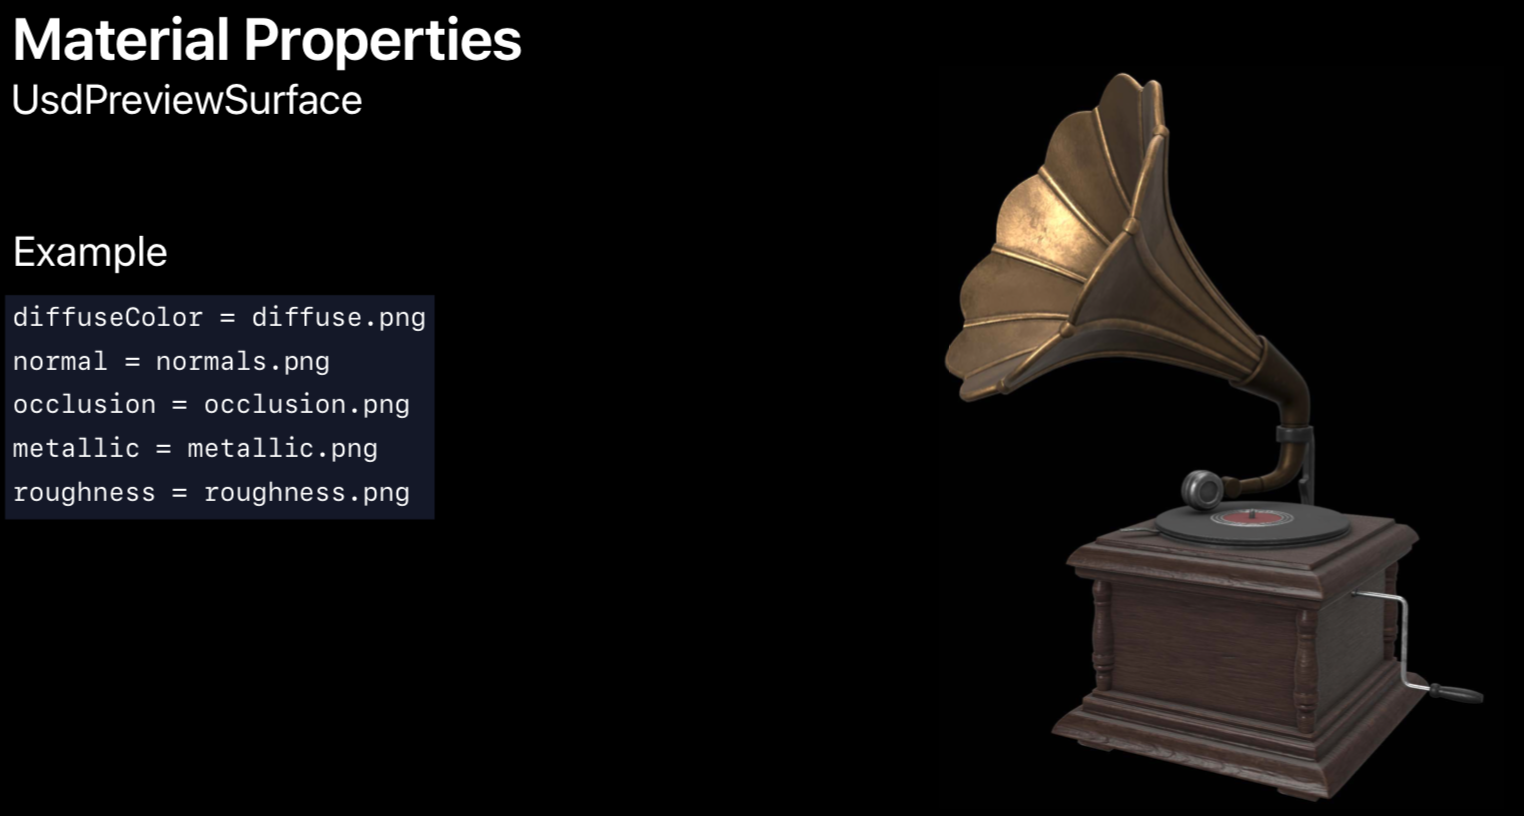 Material Properties
UsdPreviewSurface
Example
diffuseColor = diffuse.png
normal = normals.png
occlusion = occlusion.png
metallic = metallic.png
roughness = roughness.png